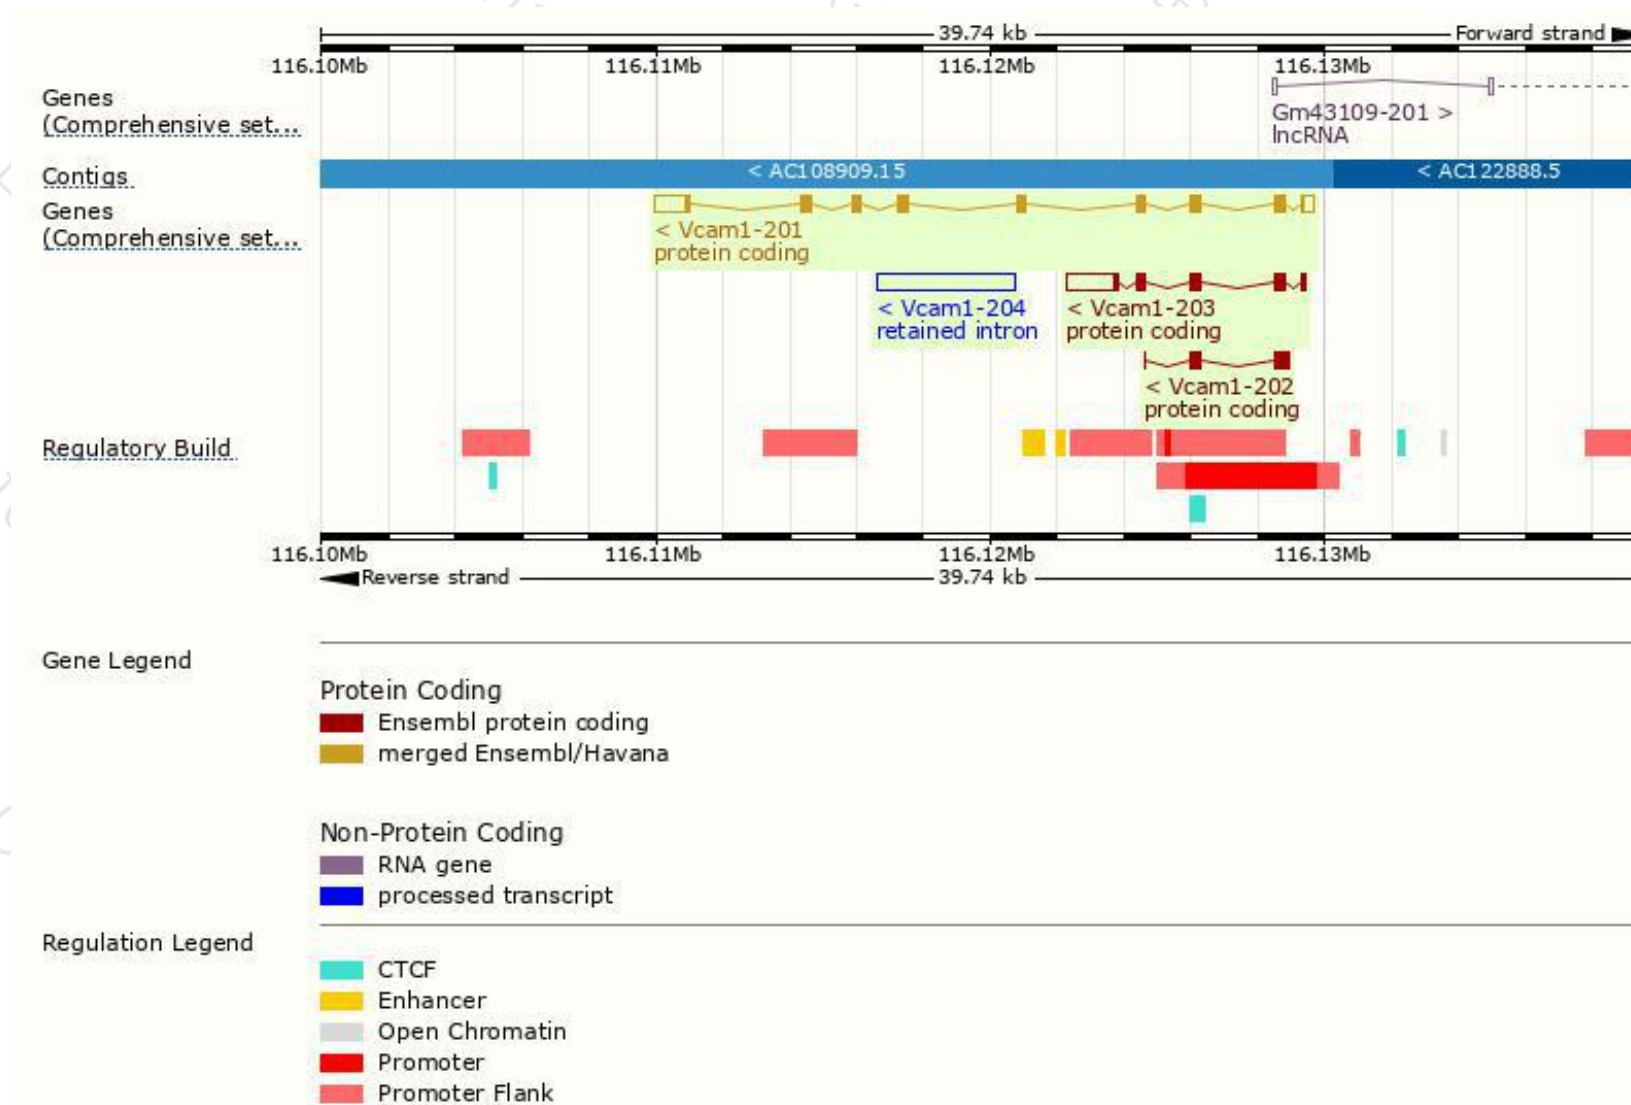 39.74 kb
Forward strand
116.10Mb 116.11Mb 116.12Mb 116.13Mb
Genes
(Comprehensive set...
Gm43109-201 >
lncRNA
Contigs
< AC108909.15
< AC122888.5
Genes
(Comprehensive set...
< Vcam1-201
protein coding
< Vcam1-204
retained intron
< Vcam1-203
protein coding
< Vcam1-202
protein coding
Regulatory Build
116.10Mb 116.11Mb 116.12Mb 116.13Mb
Reverse strand
39.74 kb
Gene Legend
Protein Coding
Ensembl protein coding
merged Ensembl/Havana
Non-Protein Coding
RNA gene
processed transcript
Regulation Legend
CTCF
Enhancer
Open Chromatin
Promoter
Promoter Flank